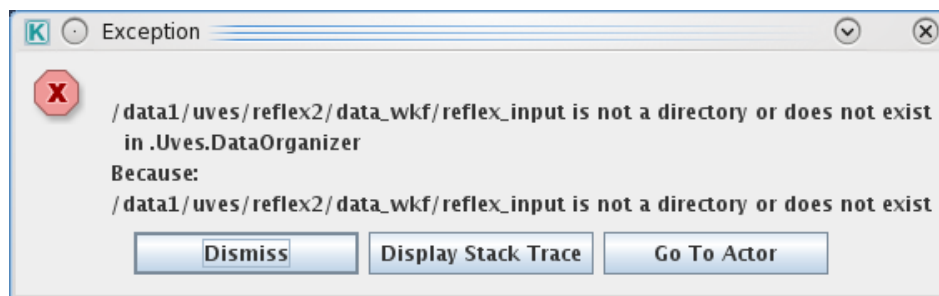 K Exception
X
/data1/uves/reflex2/data_wkf/reflex_input is not a directory or does not exist
in .Uves.DataOrganizer
Because:
/data1/uves/reflex2/data_wkf/reflex_input is not a directory or does not exist
Dismiss Display Stack Trace Go To Actor